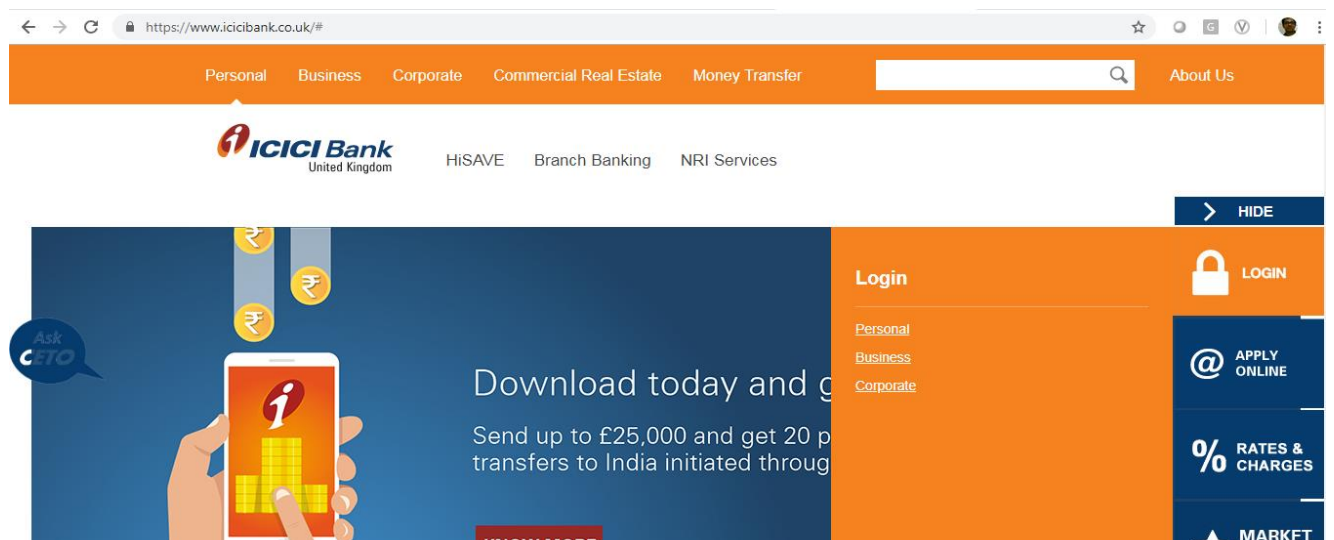 https://www.icicibank.co.uk/#
Personal Business Corporate Commercial Real Estate Money Transfer About Us
ICICI Bank
United Kingdom
HiSAVE Branch Banking NRI Services
HIDE
Login
LOGIN
Personal
Business
Corporate
Ask
CETO
@ APPLY
ONLINE
Download today and g
Send up to £25,000 and get 20 p
transfers to India initiated throug
% RATES &
CHARGES
KNOW MORE
MARKET